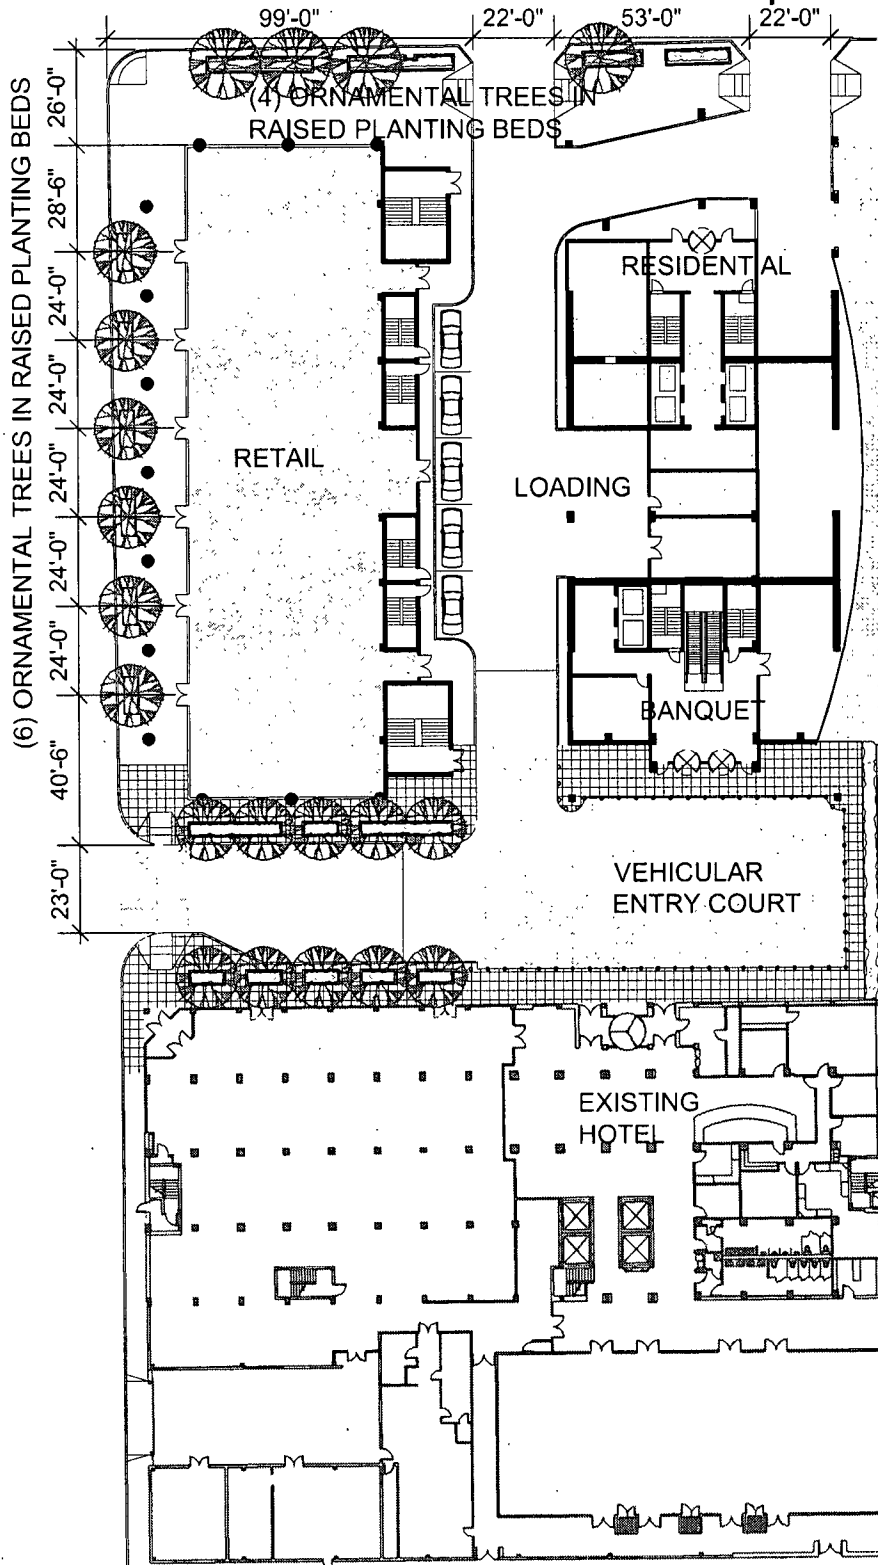 99'-0" 22'-0" 53'-0" 22'-0"
(4) ORNAMENTAL TREES IN
RAISED PLANTING BEDS
(6) ORNAMENTAL TREES IN RAISED PLANTING BEDS
26'-0"
28'-6"
24'-0"
24'-0"
24'-0"
24'-0"
24'-0"
40'-6"
23'-0"
RESIDENTIAL
RETAIL
LOADING
BANQUET
VEHICULAR
ENTRY COURT
EXISTING
HOTEL